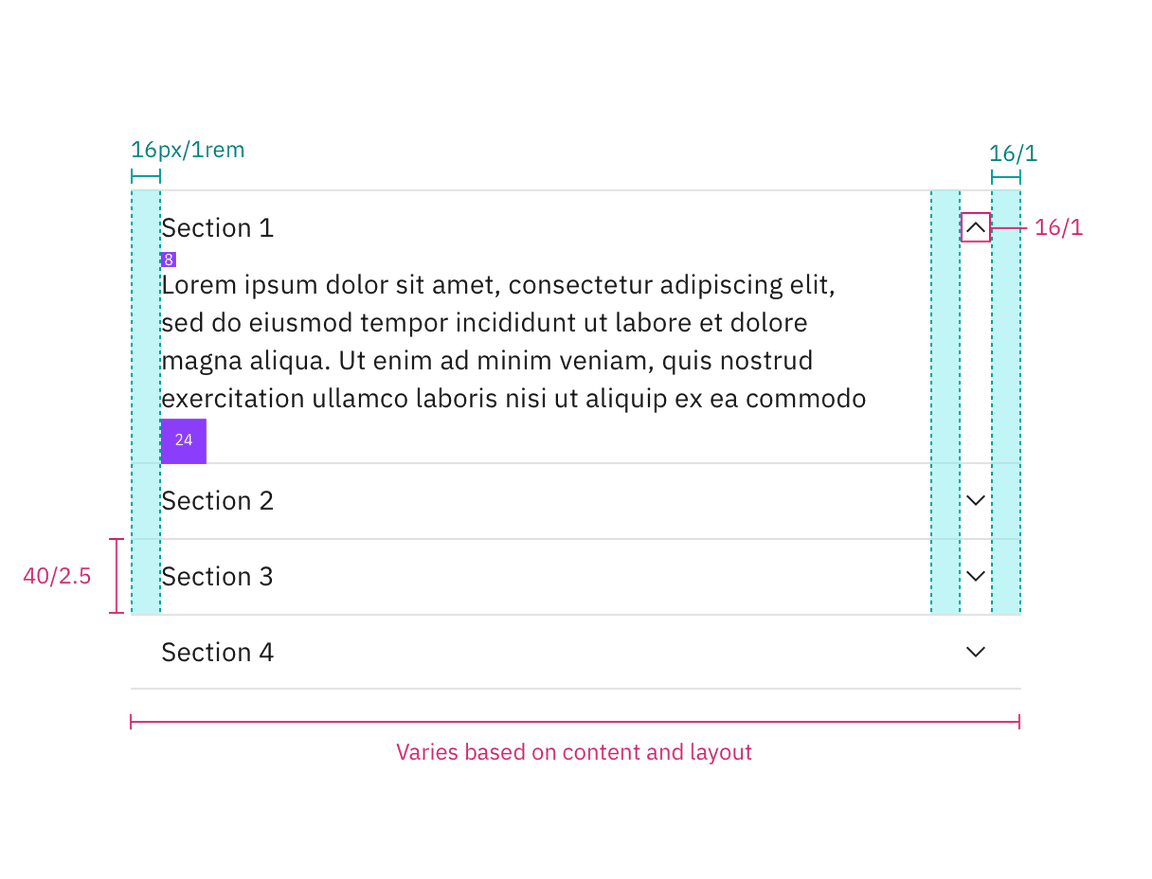 16px/1rem
16/1
Section 1
16/1
8
Lorem ipsum dolor sit amet, consectetur adipiscing elit,
sed do eiusmod tempor incididunt ut labore et dolore
magna aliqua. Ut enim ad minim veniam, quis nostrud
exercitation ullamco laboris nisi ut aliquip ex ea commodo
24
Section 2
40/2.5
Section 3
Section 4
Varies based on content and layout